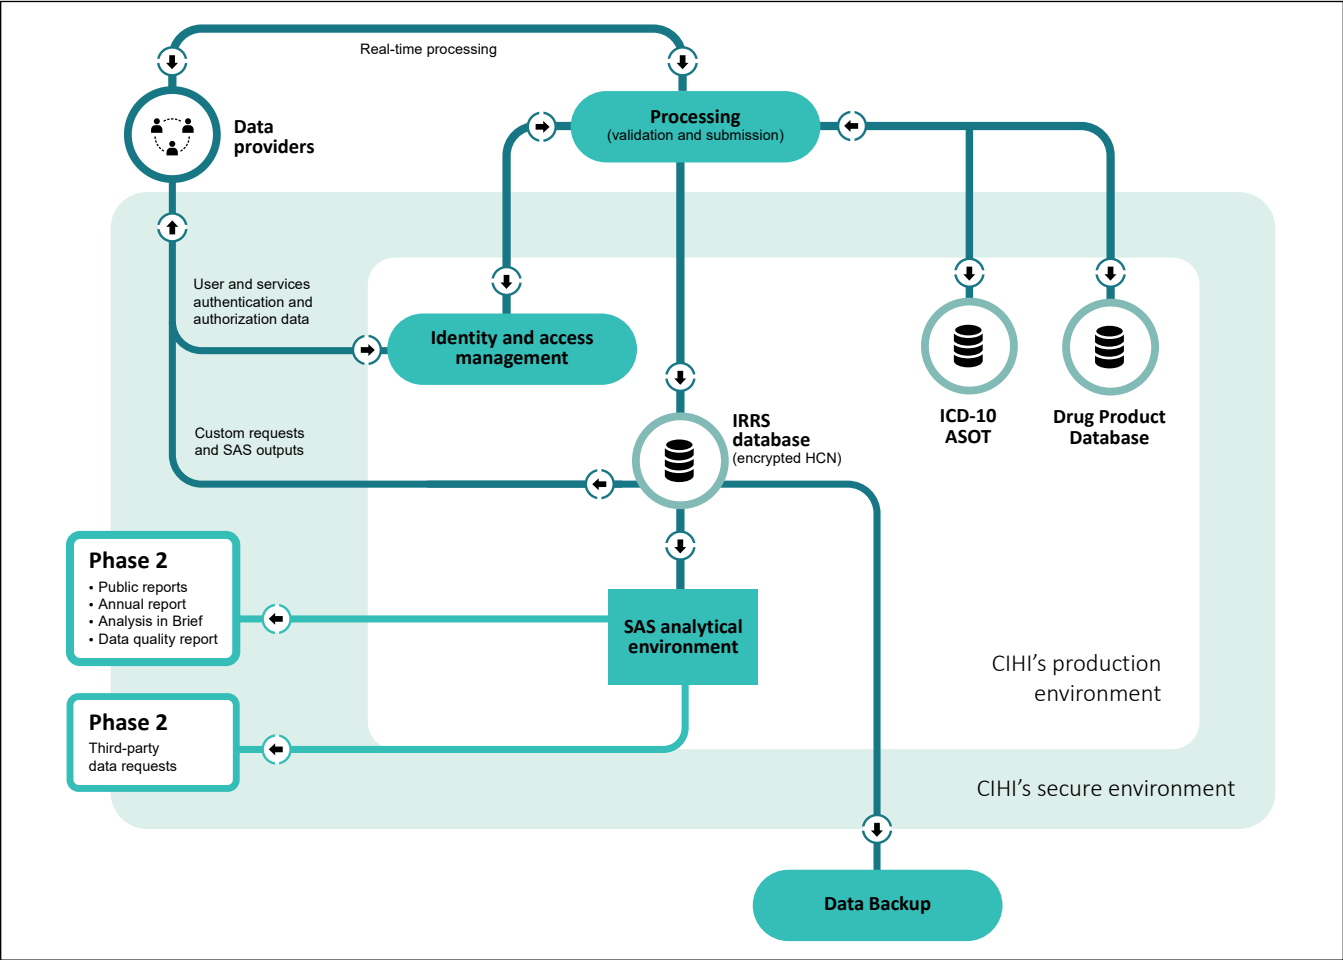 Real-time processing
Data
providers
Processing
(validation and submission)
User and services
authentication and
authorization data
Identity and access
management
ICD-10
ASOT
Drug Product
Database
Custom requests
and SAS outputs
IRRS
database
(encrypted HCN)
Phase 2
• Public reports
• Annual report
• Analysis in Brief
• Data quality report
SAS analytical
environment
CIHI’s production
environment
Phase 2
Third-party
data requests
CIHI’s secure environment
Data Backup